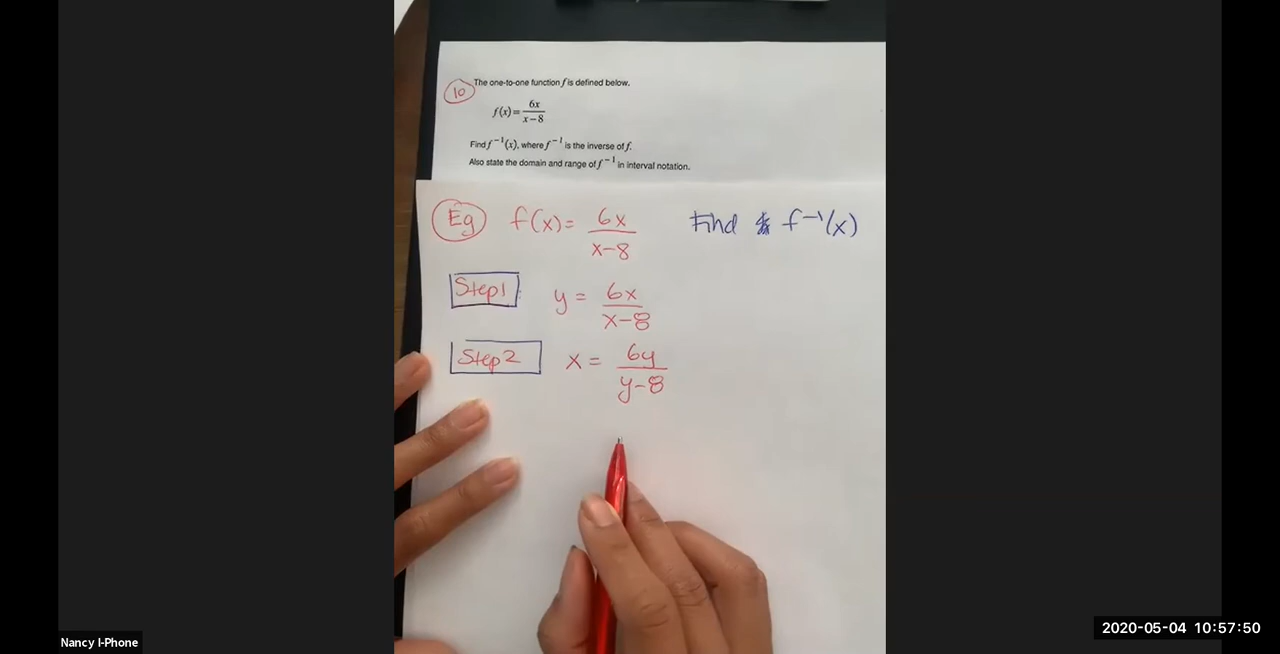 10 The one-to-one function f is defined below.
f(x)= 6x
x−8
Find f⁻¹(x), where f⁻¹ is the inverse of f.
Also state the domain and range of f⁻¹ in interval notation.
Eg f(x)= 6x
x-8
Find f⁻¹(x)
Step1 y = 6x
x-8
Step2 x = 6y
y-8
Nancy I-Phone
2020-05-04 10:57:50